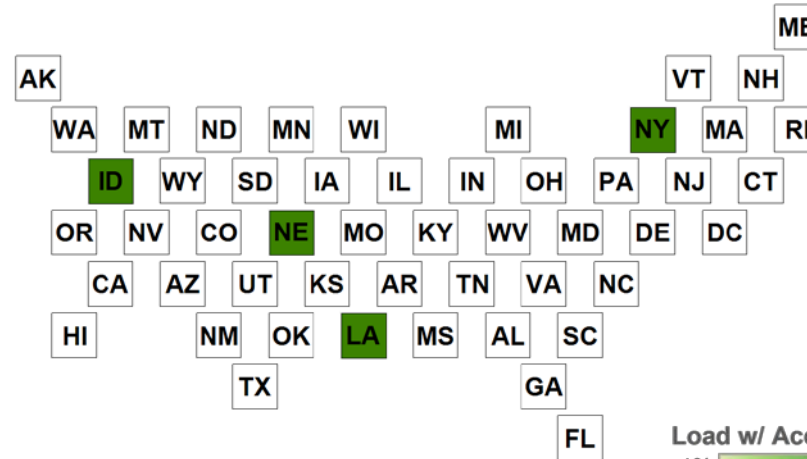 ME
AK VT NH
WA MT ND MN WI MI NY MA RI
ID WY SD IA IL IN OH PA NJ CT
OR NV CO NE MO KY WV MD DE DC
CA AZ UT KS AR TN VA NC
HI NM OK LA MS AL SC
TX GA
FL
Load w/